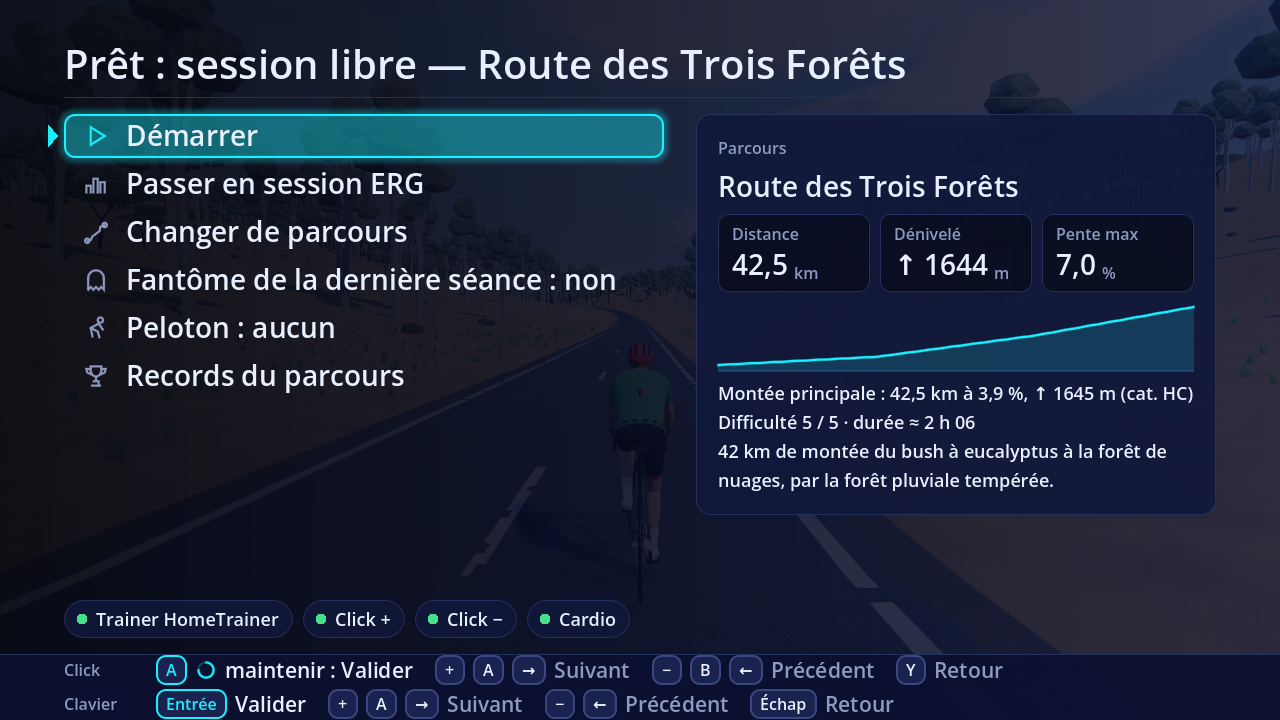 Prêt : session libre — Route des Trois Forêts
Démarrer
Passer en session ERG
Changer de parcours
Fantôme de la dernière séance : non
Peloton : aucun
Records du parcours
Parcours
Route des Trois Forêts
Distance Dénivelé Pente max
42,5 km ↑ 1644 m 7,0 %
Montée principale : 42,5 km à 3,9 %, ↑ 1645 m (cat. HC)
Difficulté 5 / 5 · durée ≈ 2 h 06
42 km de montée du bush à eucalyptus à la forêt de
nuages, par la forêt pluviale tempérée.
Trainer HomeTrainer Click + Click − Cardio
Click A maintenir : Valider + A → Suivant − B ← Précédent Y Retour
Clavier Entrée Valider + A → Suivant − ← Précédent Échap Retour